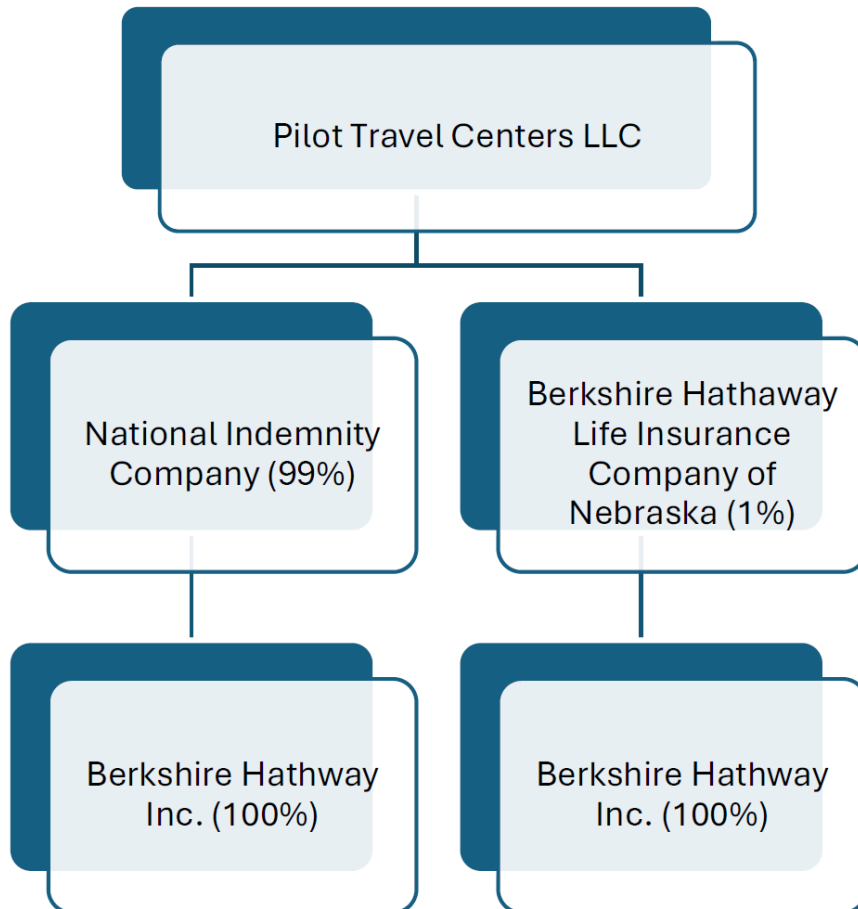 Pilot Travel Centers LLC
National Indemnity
Company (99%)
Berkshire Hathaway
Life Insurance
Company of
Nebraska (1%)
Berkshire Hathway
Inc. (100%)
Berkshire Hathway
Inc. (100%)